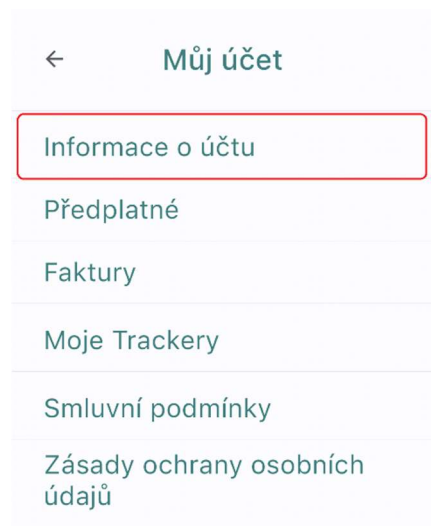 Můj účet
Informace o účtu
Předplatné
Faktury
Moje Trackery
Smluvní podmínky
Zásady ochrany osobních
údajů